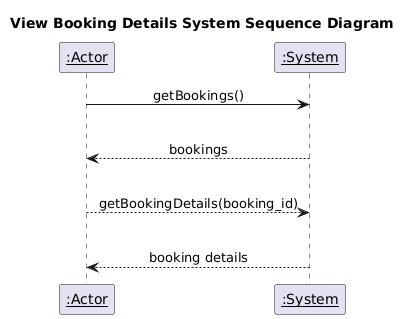 View Booking Details System Sequence Diagram
:Actor
:System
getBookings()
bookings
getBookingDetails(booking_id)
booking details
:Actor
:System